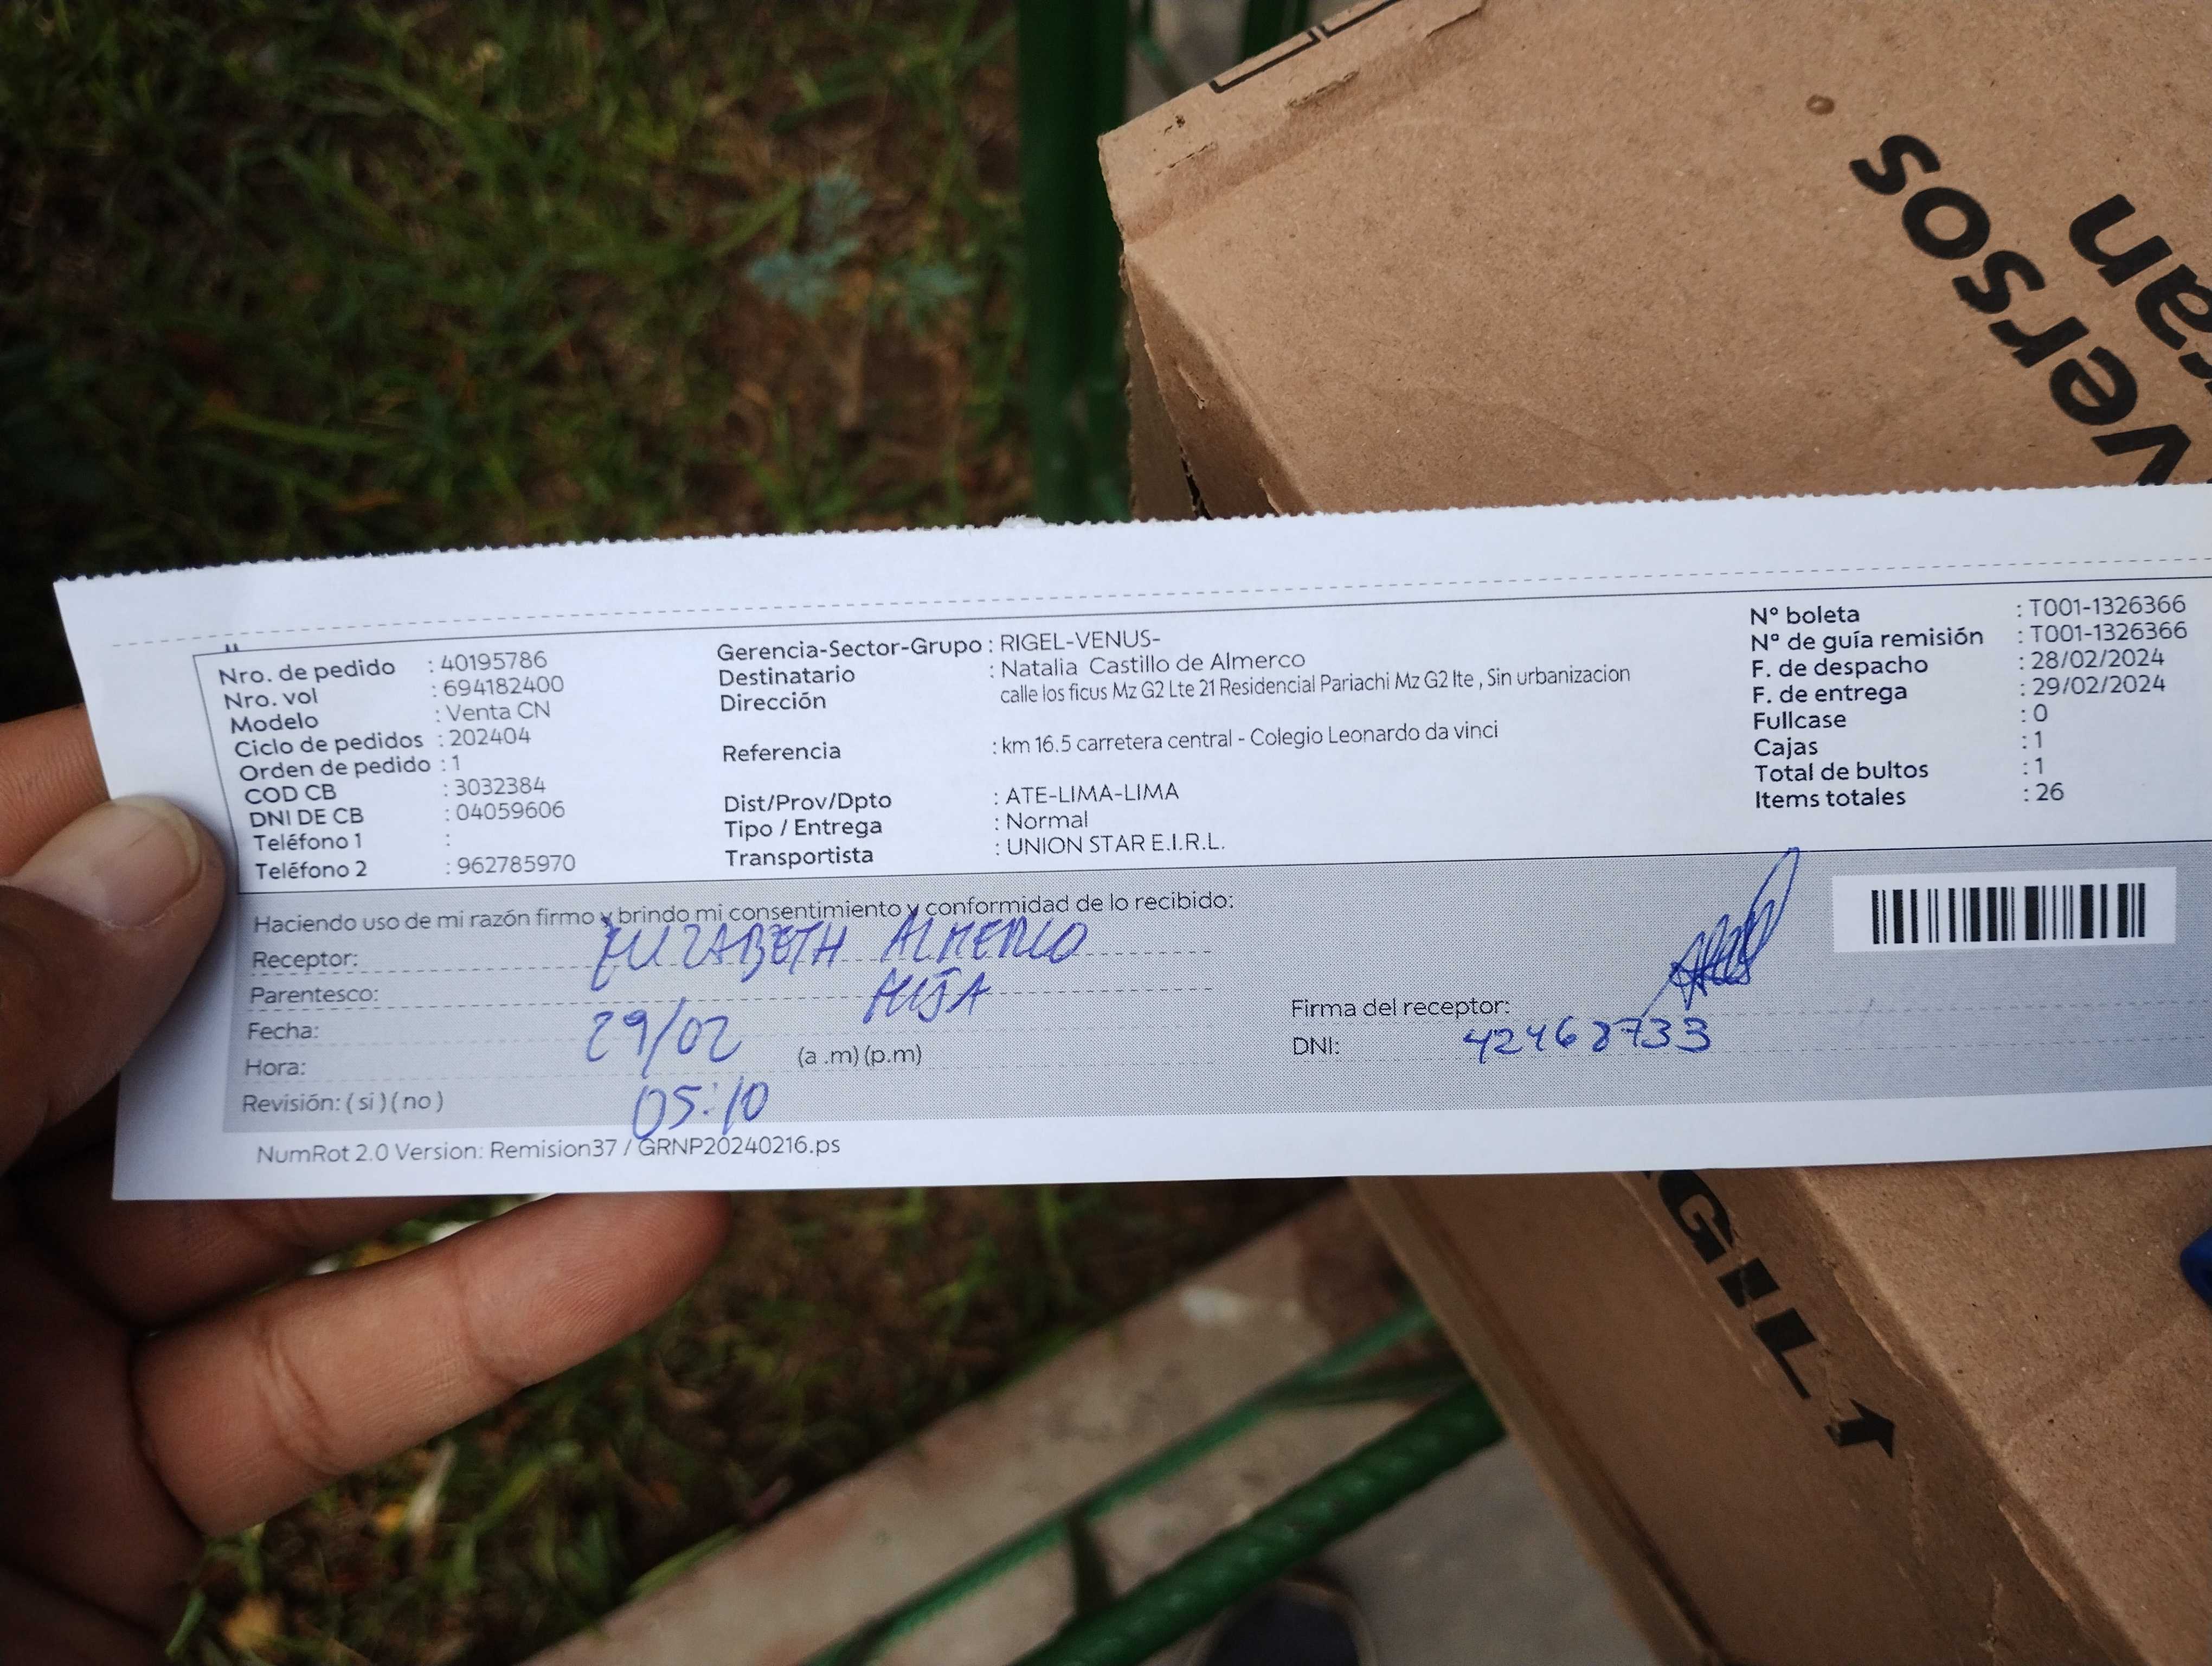 versos
ran
Nro. de pedido : 40195786
Nro. vol : 694182400
Modelo : Venta CN
Ciclo de pedidos : 202404
Orden de pedido : 1
COD CB : 3032384
DNI DE CB : 04059606
Teléfono 1 :
Teléfono 2 : 962785970
Gerencia-Sector-Grupo : RIGEL-VENUS-
Destinatario : Natalia Castillo de Almerco
Dirección calle los ficus Mz G2 Lte 21 Residencial Pariachi Mz G2 lte , Sin urbanizacion
Referencia : km 16.5 carretera central - Colegio Leonardo da vinci
Dist/Prov/Dpto : ATE-LIMA-LIMA
Tipo / Entrega : Normal
Transportista : UNION STAR E.I.R.L.
N° boleta : T001-1326366
N° de guía remisión : T001-1326366
F. de despacho : 28/02/2024
F. de entrega : 29/02/2024
Fullcase : 0
Cajas : 1
Total de bultos : 1
Items totales : 26
Haciendo uso de mi razón firmo y brindo mi consentimiento y conformidad de lo recibido:
Receptor: ELIZABETH ALMERCO
Parentesco: HIJA
Fecha: 29/02
Hora: (a .m) (p.m)
05:10
Revisión: ( si ) ( no )
Firma del receptor:
DNI: 42468733
NumRot 2.0 Version: Remision37 / GRNP20240216.ps
GIL